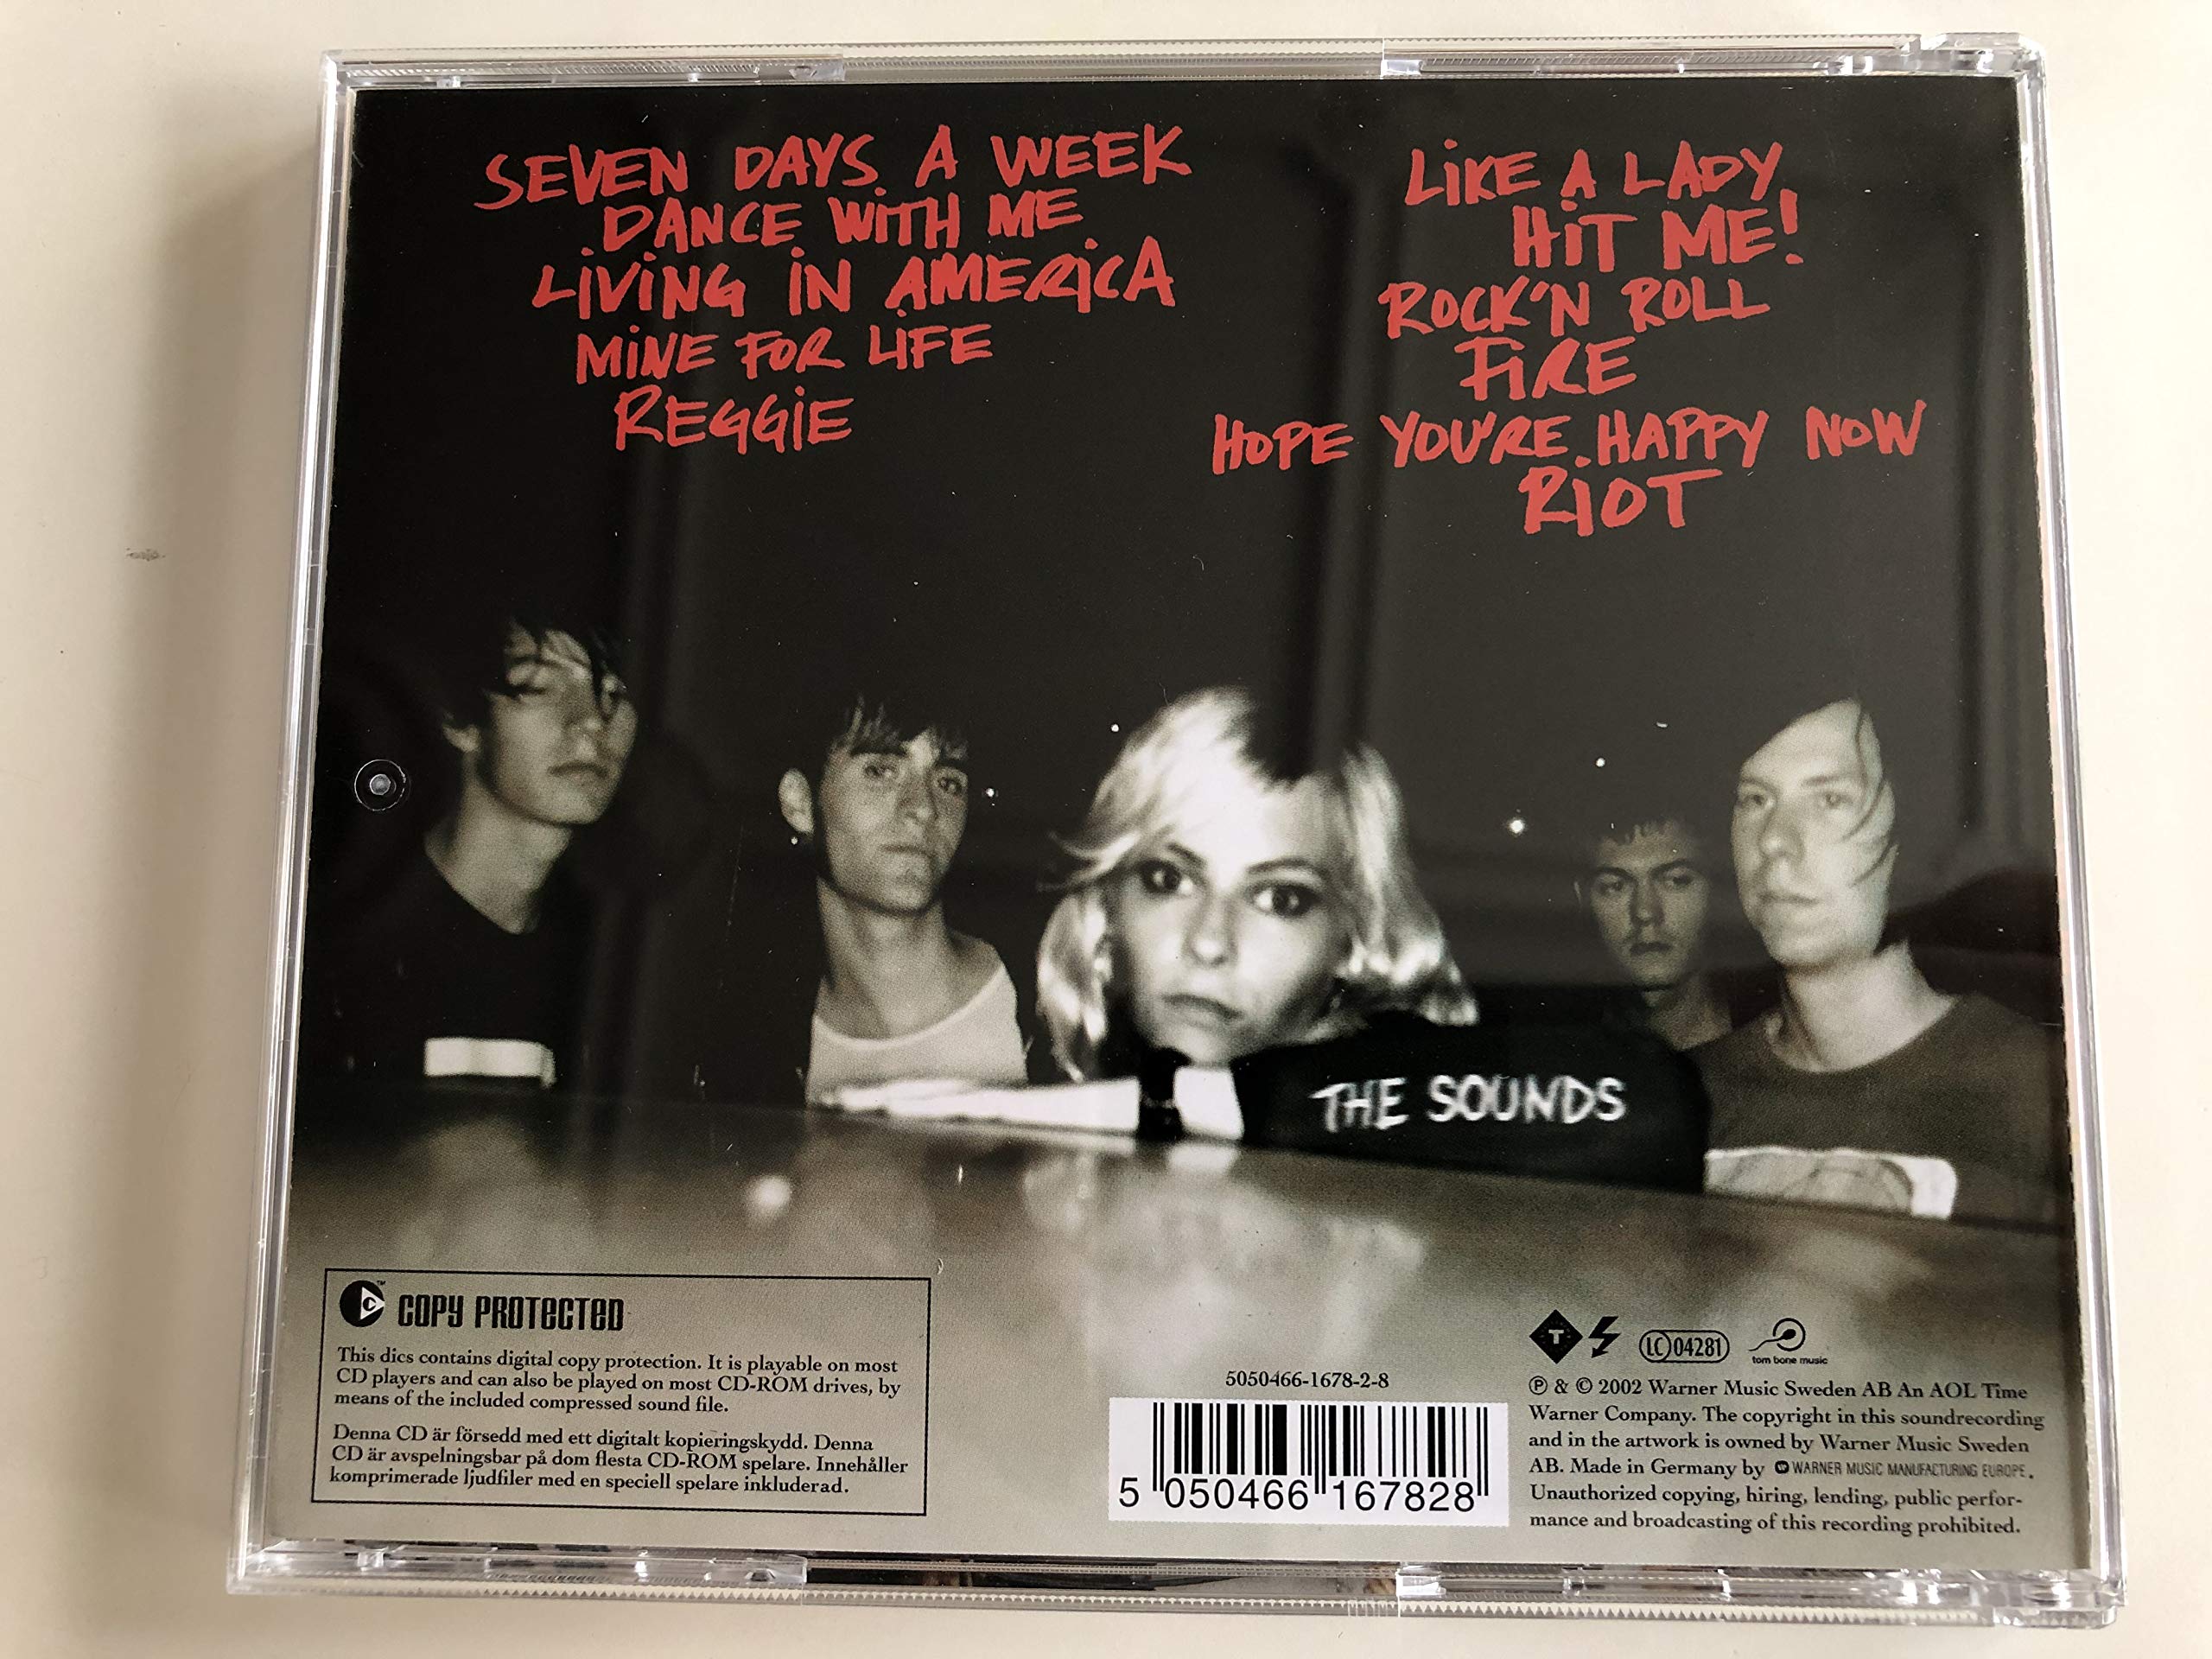 SEVEN DAYS A WEEK
DANCE WITH ME
LIVING IN AMERICA
MINE FOR LIFE
REGGIE
LIKE A LADY
HIT ME!
ROCK'N ROLL
FIRE
HOPE YOU'RE HAPPY NOW
RIOT
THE SOUNDS
C ™ COPY PROTECTED
This dics contains digital copy protection. It is playable on most
CD players and can also be played on most CD-ROM drives, by
means of the included compressed sound file.
Denna CD är försedd med ett digitalt kopieringskydd. Denna
CD är avspelningsbar på dom flesta CD-ROM spelare. Innehåller
komprimerade ljudfiler med en speciell spelare inkluderad.
5050466-1678-2-8
5 050466 167828
T LC 04281 tom bone music
℗ & © 2002 Warner Music Sweden AB An AOL Time
Warner Company. The copyright in this soundrecording
and in the artwork is owned by Warner Music Sweden
AB. Made in Germany by WARNER MUSIC MANUFACTURING EUROPE.
Unauthorized copying, hiring, lending, public perfor-
mance and broadcasting of this recording prohibited.